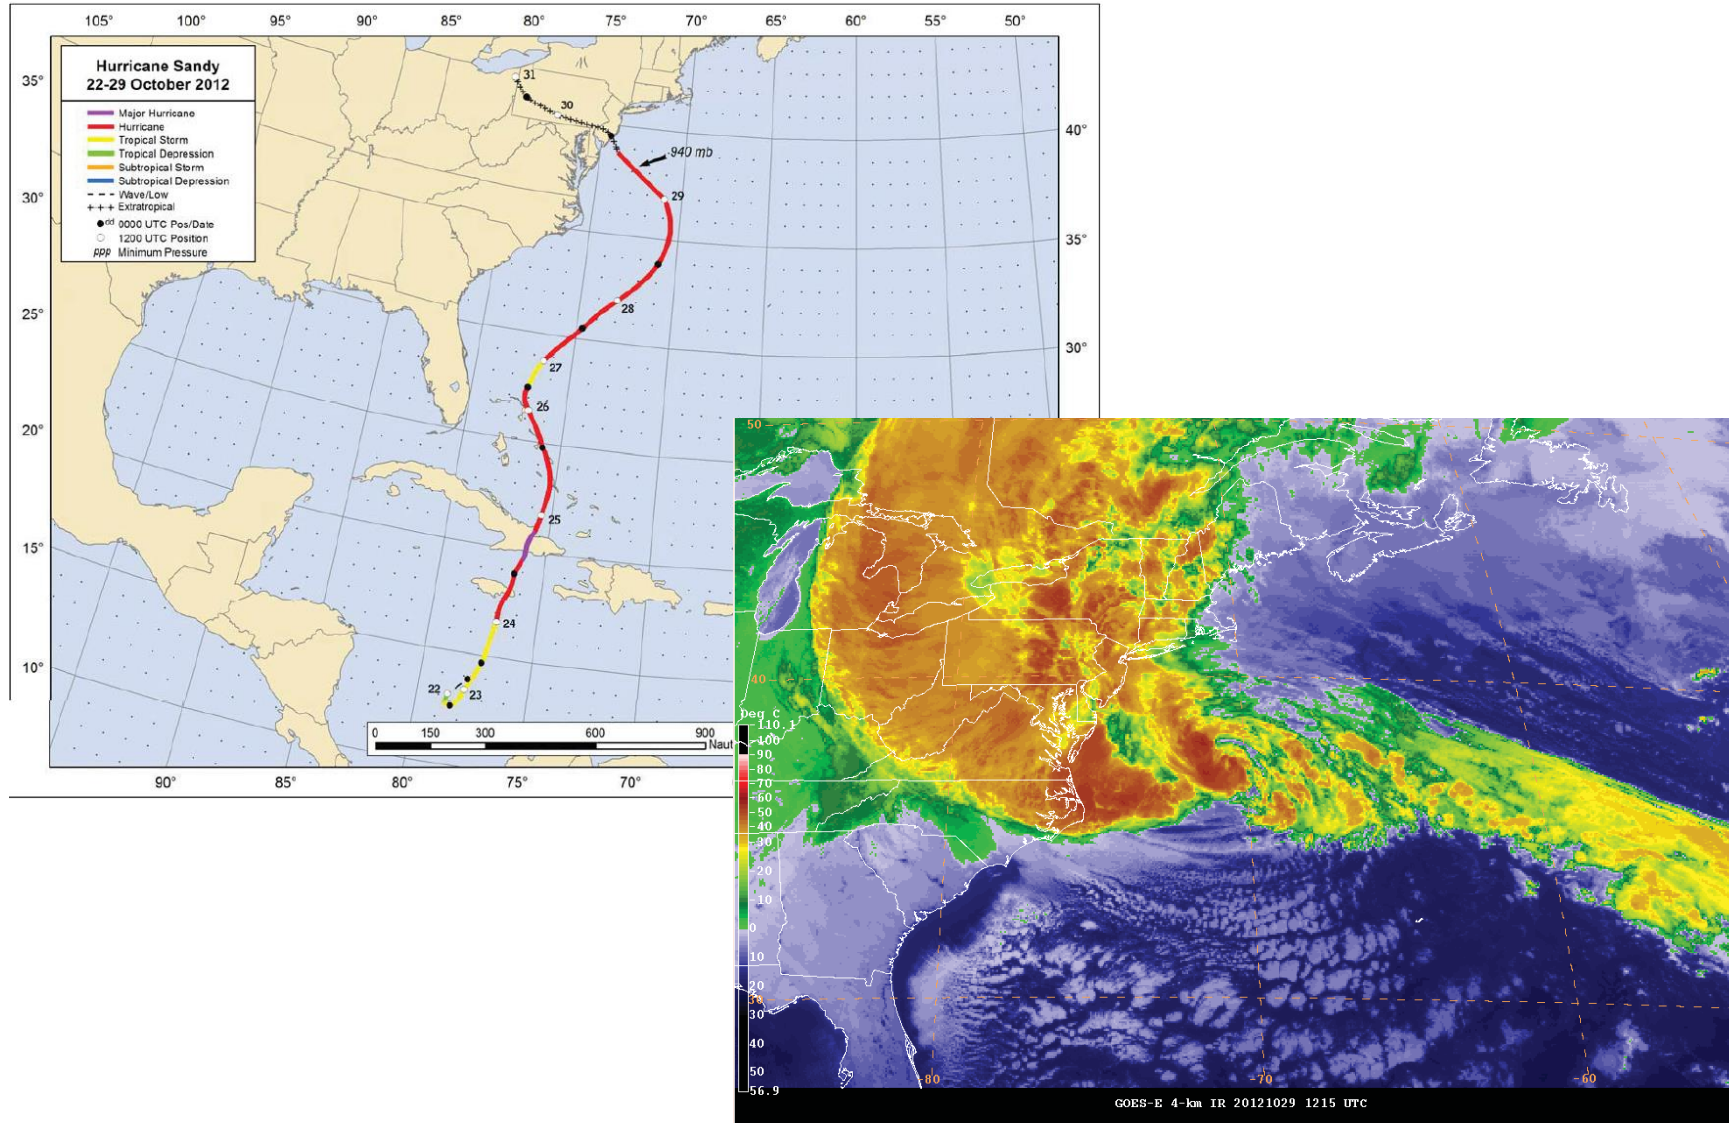 105° 100° 95° 90° 85° 80° 75° 70° 65° 60° 55° 50°
Hurricane Sandy
22-29 October 2012
Major Hurricane
Hurricane
Tropical Storm
Tropical Depression
Subtropical Storm
Subtropical Depression
Wave/Low
Extratropical
dd 0000 UTC Pos/Date
1200 UTC Position
ppp Minimum Pressure
35°
30°
25°
20°
15°
10°
40°
35°
30°
31
30
940 mb
29
28
27
26
25
24
23
22
0 150 300 600 900
Naut
90° 85° 80° 75° 70°
50
40
30
Deg C
-110.1
-100
-90
-80
-70
-60
-50
-40
-30
-20
-10
0
10
20
30
40
50
56.9
-80 -70 -60
GOES-E 4-km IR 20121029 1215 UTC